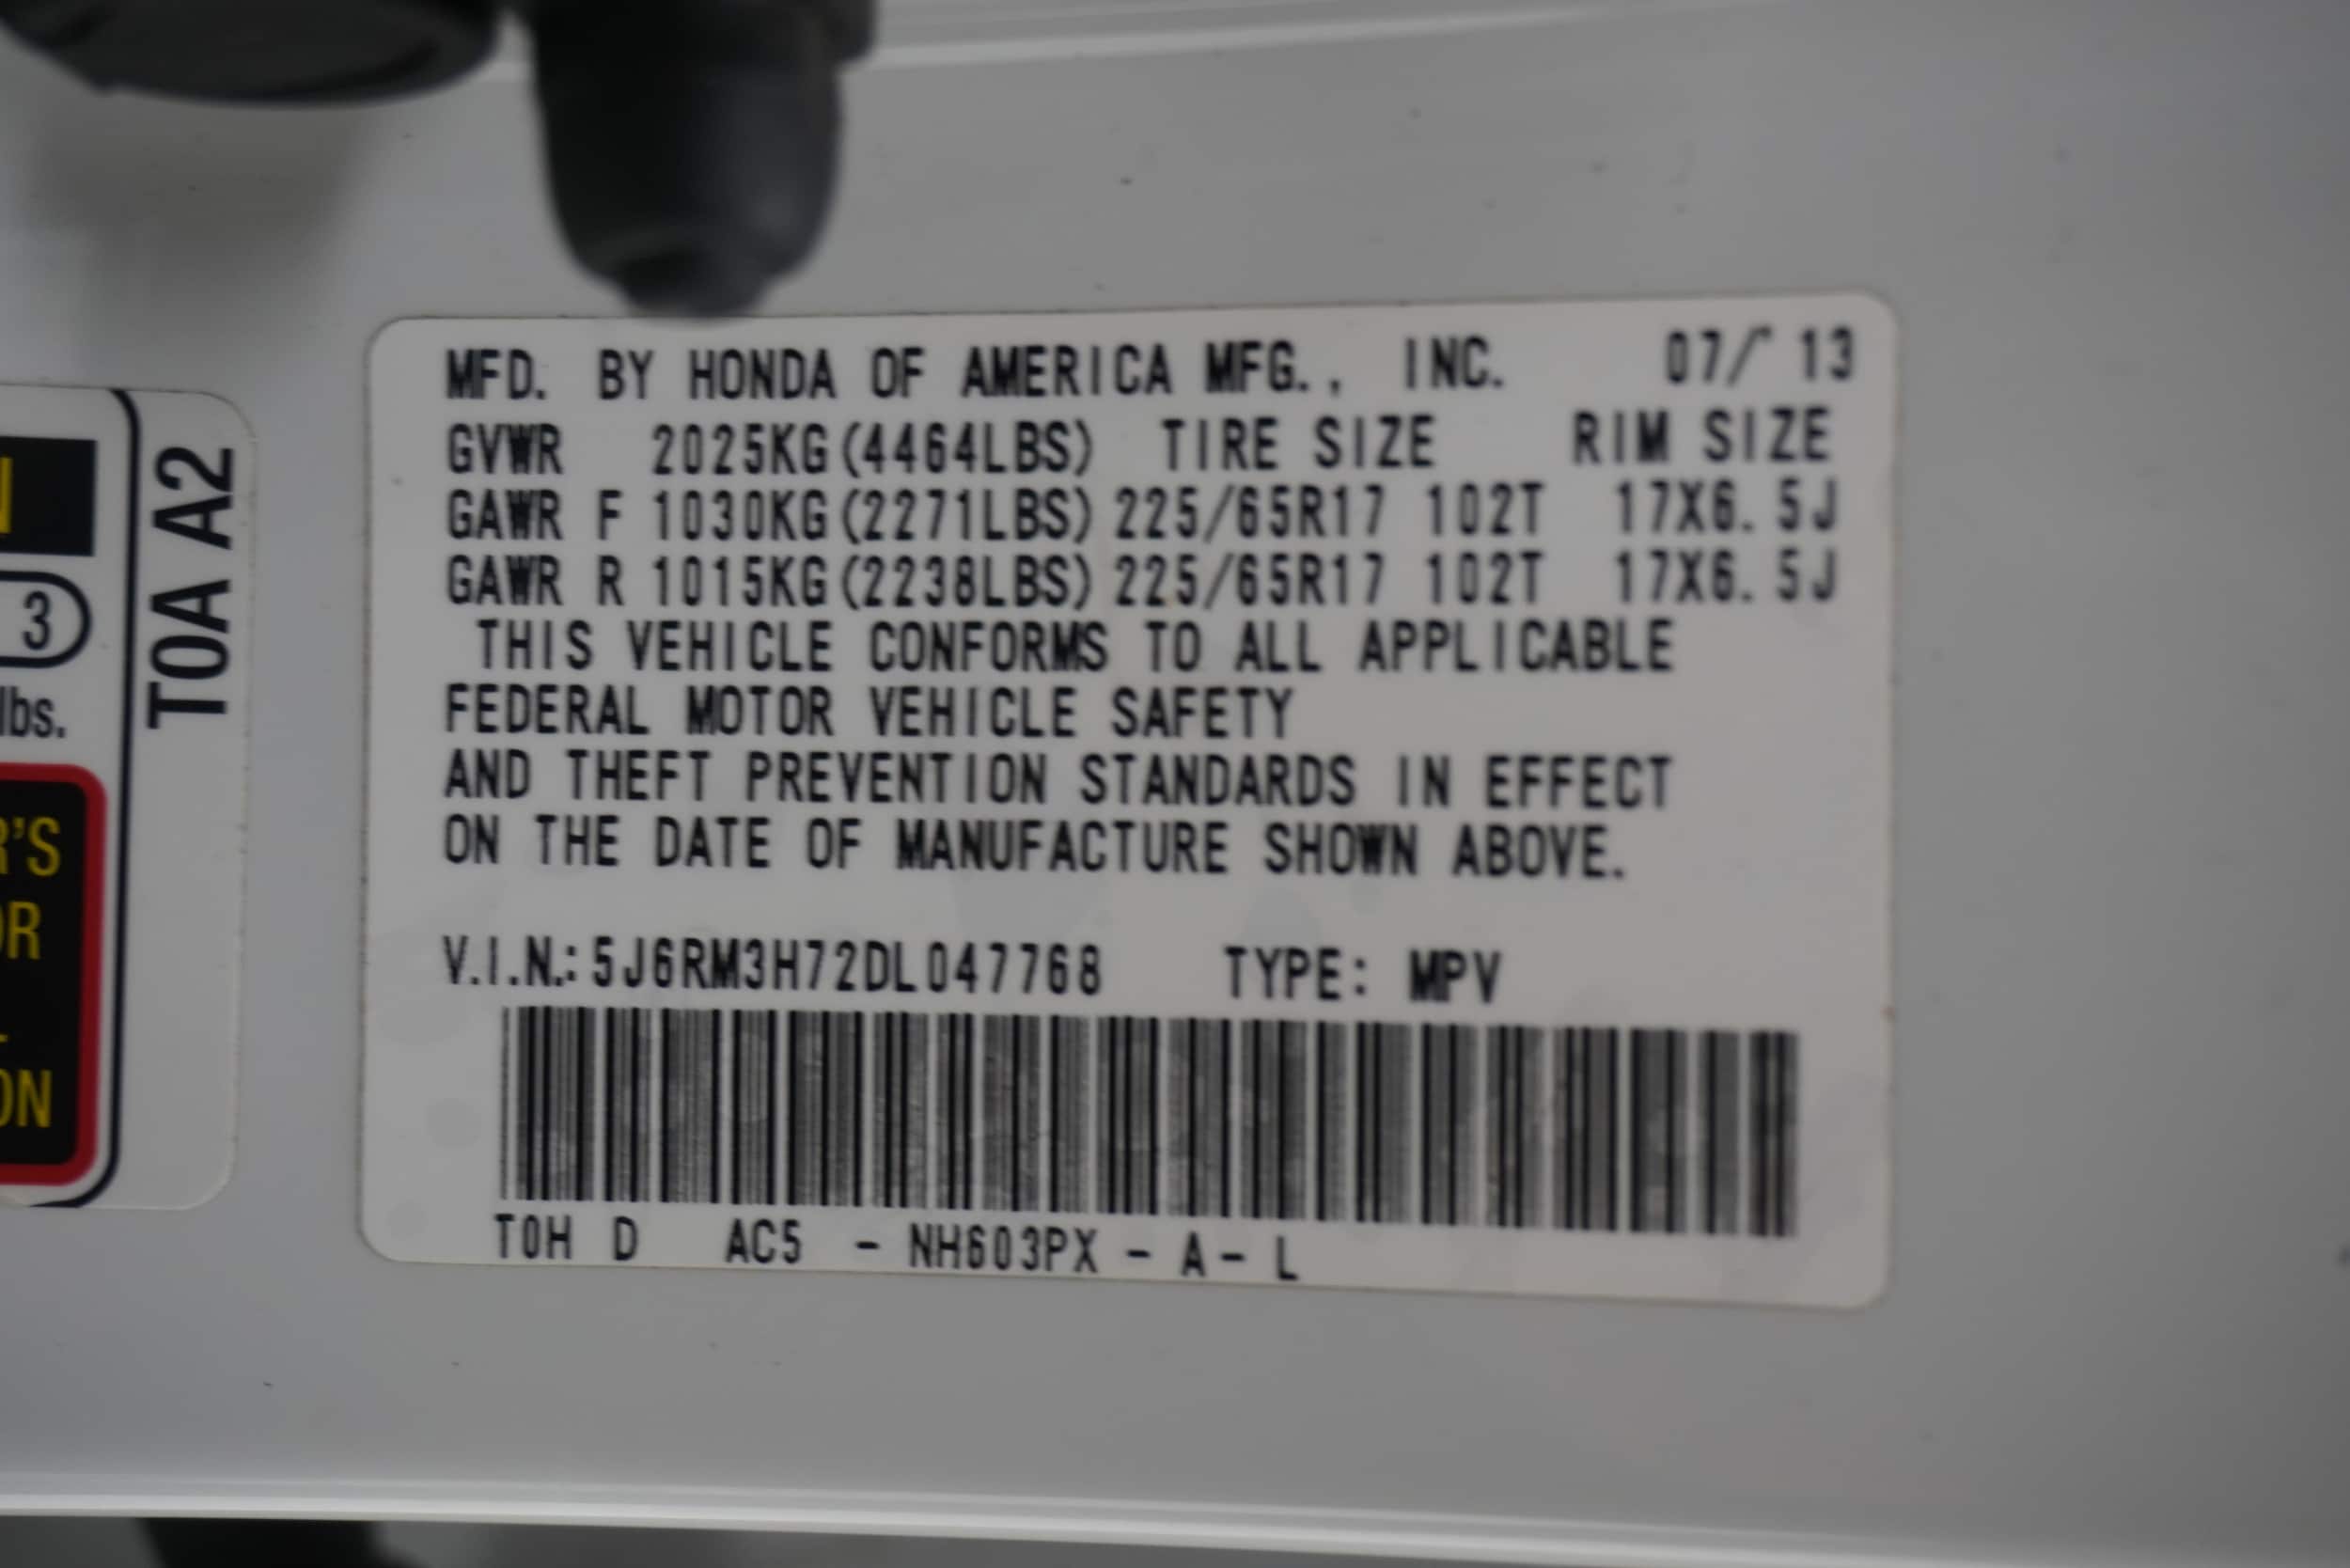 MFD. BY HONDA OF AMERICA MFG., INC. 07/'13
GVWR 2025KG(4464LBS) TIRE SIZE RIM SIZE
GAWR F 1030KG(2271LBS) 225/65R17 102T 17X6.5J
GAWR R 1015KG(2238LBS) 225/65R17 102T 17X6.5J
THIS VEHICLE CONFORMS TO ALL APPLICABLE
FEDERAL MOTOR VEHICLE SAFETY
AND THEFT PREVENTION STANDARDS IN EFFECT
ON THE DATE OF MANUFACTURE SHOWN ABOVE.
V.I.N.: 5J6RM3H72DL047768 TYPE: MPV
T0H D AC5 - NH603PX - A - L
T0A A2
3
lbs.
R'S
OR
ON